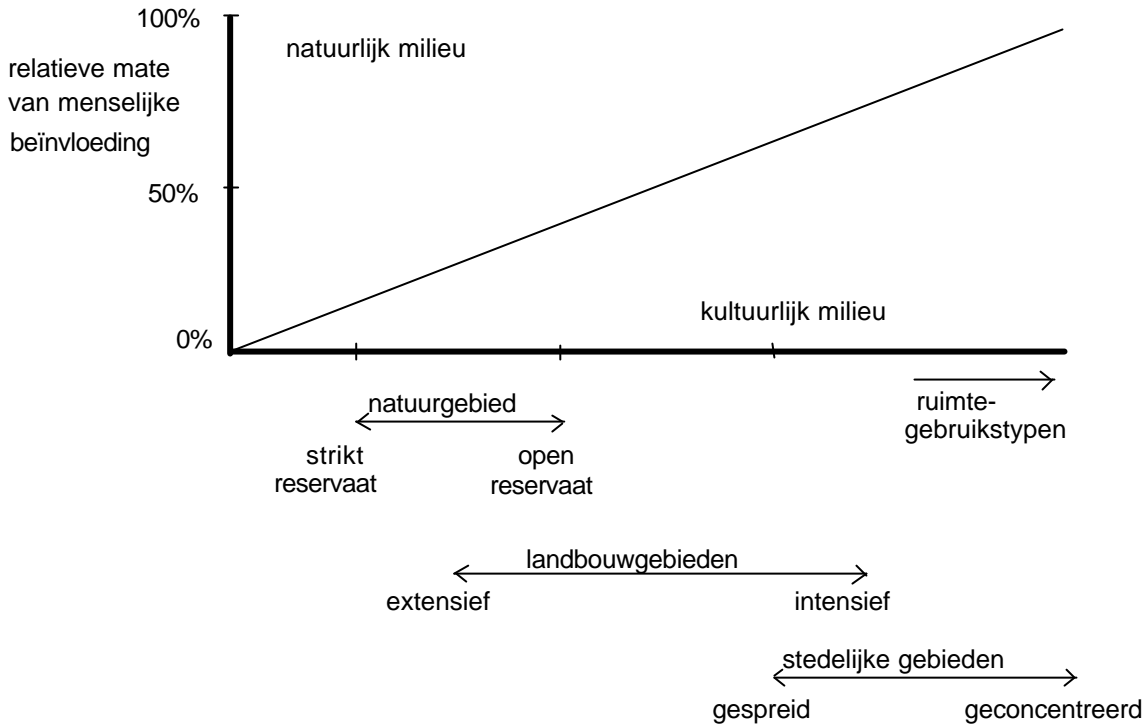 100%
natuurlijk milieu
relatieve mate
van menselijke
beïnvloeding
50%
kultuurlijk milieu
0%
natuurgebied
ruimte-
gebruikstypen
strikt
reservaat
open
reservaat
landbouwgebieden
extensief
intensief
stedelijke gebieden
gespreid
geconcentreerd